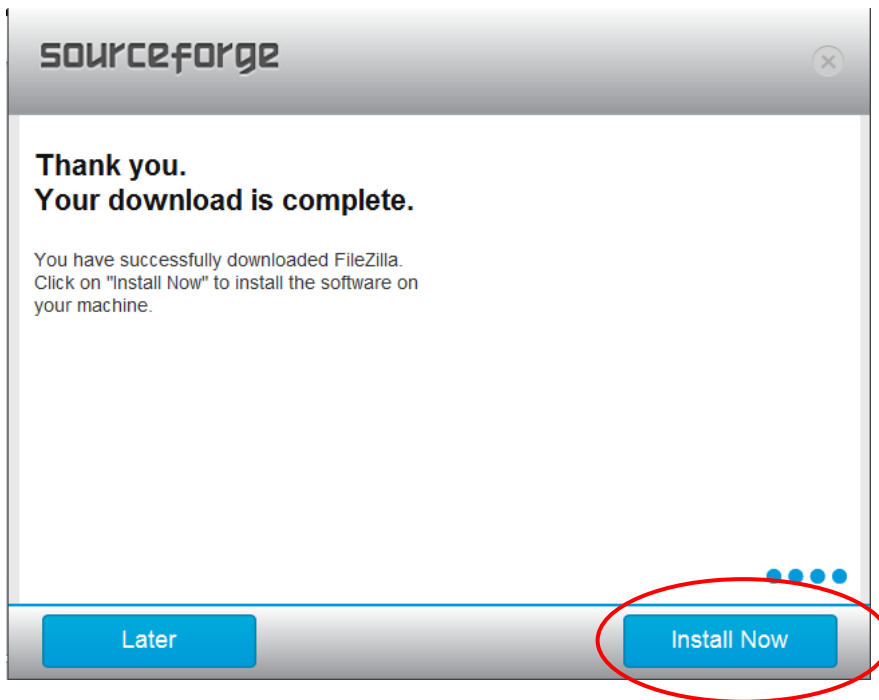 sourceforge
Thank you.
Your download is complete.
You have successfully downloaded FileZilla.
Click on "Install Now" to install the software on
your machine.
Later
Install Now